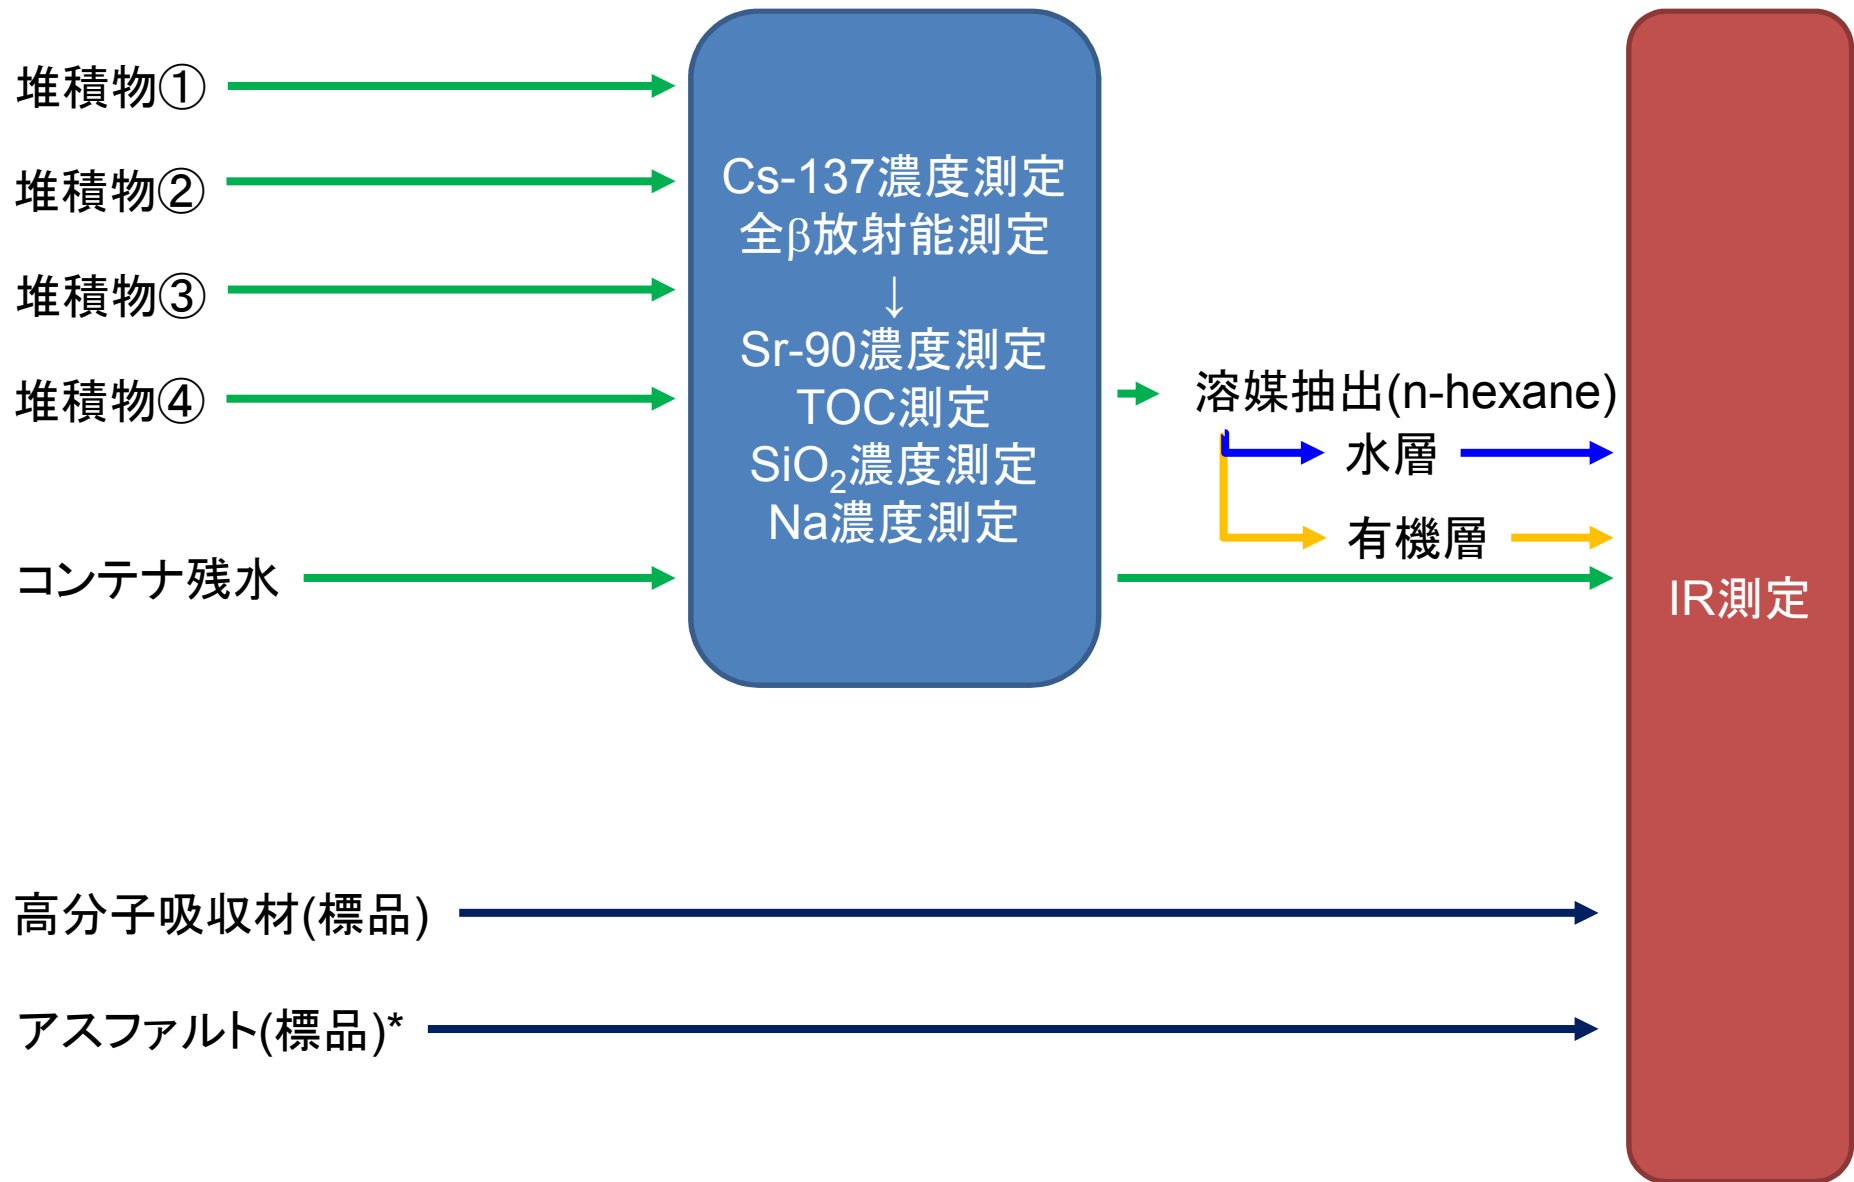 堆積物①
堆積物②
堆積物③
堆積物④
コンテナ残水
高分子吸収材(標品)
アスファルト(標品)*
Cs-137濃度測定
全β放射能測定
↓
Sr-90濃度測定
TOC測定
SiO₂濃度測定
Na濃度測定
溶媒抽出(n-hexane)
水層
有機層
IR測定